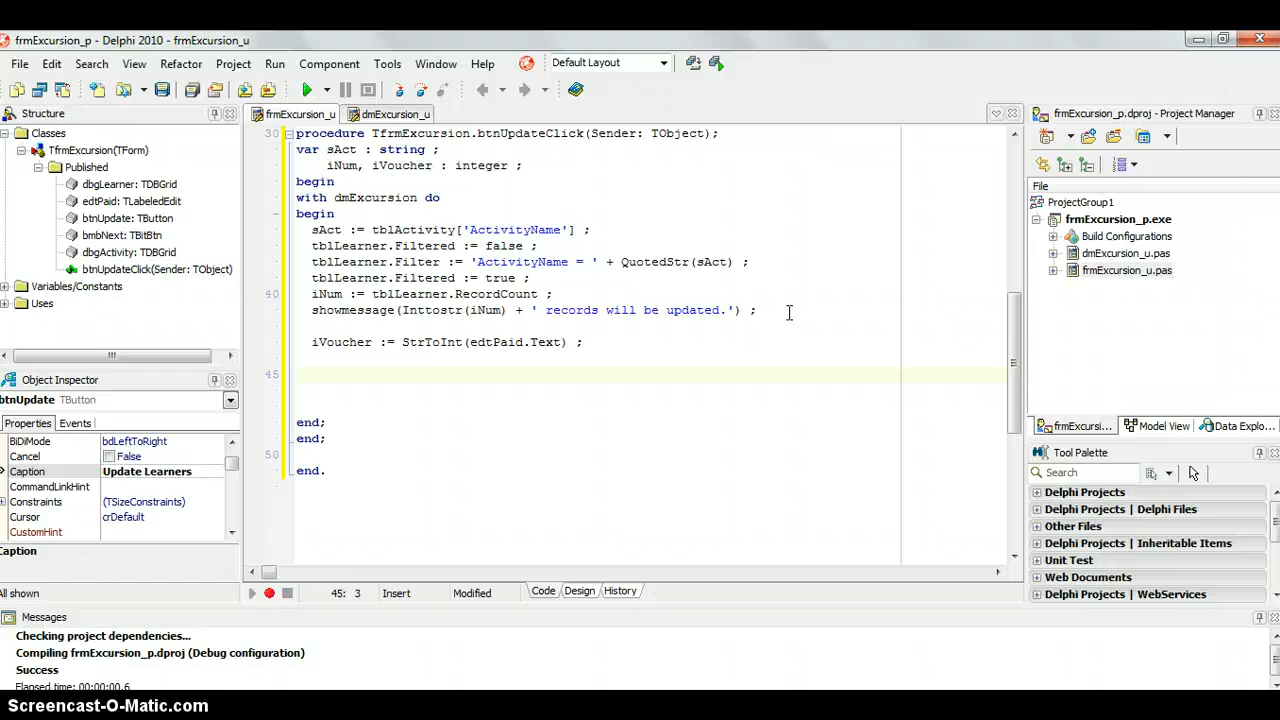 frmExcursion_p - Delphi 2010 - frmExcursion_u
File Edit Search View Refactor Project Run Component Tools Window Help Default Layout
Structure
Classes
TfrmExcursion(TForm)
Published
dbgLearner: TDBGrid
edtPaid: TLabeledEdit
btnUpdate: TButton
bmbNext: TBitBtn
dbgActivity: TDBGrid
btnUpdateClick(Sender: TObject)
Variables/Constants
Uses
Object Inspector
btnUpdate TButton
Properties Events
BiDiMode bdLeftToRight
Cancel False
Caption Update Learners
CommandLinkHint
Constraints (TSizeConstraints)
Cursor crDefault
CustomHint
Caption
All shown
frmExcursion_u dmExcursion_u
30 procedure TfrmExcursion.btnUpdateClick(Sender: TObject);
var sAct : string ;
iNum, iVoucher : integer ;
begin
with dmExcursion do
begin
sAct := tblActivity['ActivityName'] ;
tblLearner.Filtered := false ;
tblLearner.Filter := 'ActivityName = ' + QuotedStr(sAct) ;
tblLearner.Filtered := true ;
40 iNum := tblLearner.RecordCount ;
showmessage(Inttostr(iNum) + ' records will be updated.') ;
iVoucher := StrToInt(edtPaid.Text) ;
45
end;
end;
50
end.
45: 3 Insert Modified Code Design History
frmExcursion_p.dproj - Project Manager
File
ProjectGroup1
frmExcursion_p.exe
Build Configurations
dmExcursion_u.pas
frmExcursion_u.pas
frmExcursi... Model View Data Explo...
Tool Palette
Search
Delphi Projects
Delphi Projects | Delphi Files
Other Files
Delphi Projects | Inheritable Items
Unit Test
Web Documents
Delphi Projects | WebServices
Messages
Checking project dependencies...
Compiling frmExcursion_p.dproj (Debug configuration)
Success
Elapsed time: 00:00:00.6
Screencast-O-Matic.com